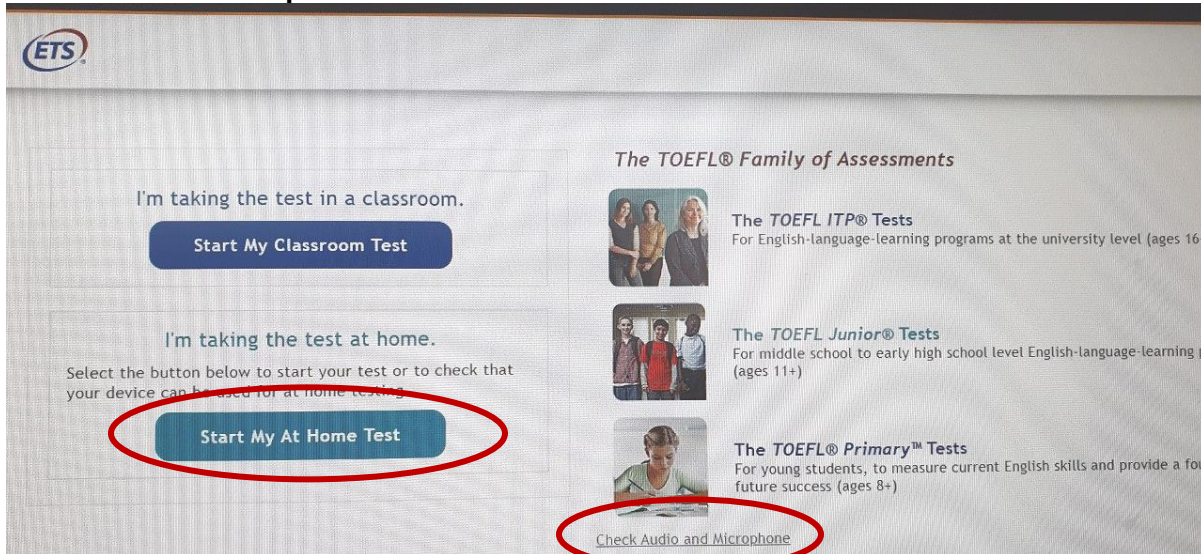 ETS
I'm taking the test in a classroom.
Start My Classroom Test
I'm taking the test at home.
Select the button below to start your test or to check that
your device can be used for at home testing
Start My At Home Test
The TOEFL® Family of Assessments
The TOEFL ITP® Tests
For English-language-learning programs at the university level (ages 16
The TOEFL Junior® Tests
For middle school to early high school level English-language-learning
(ages 11+)
The TOEFL® Primary™ Tests
For young students, to measure current English skills and provide a
future success (ages 8+)
Check Audio and Microphone